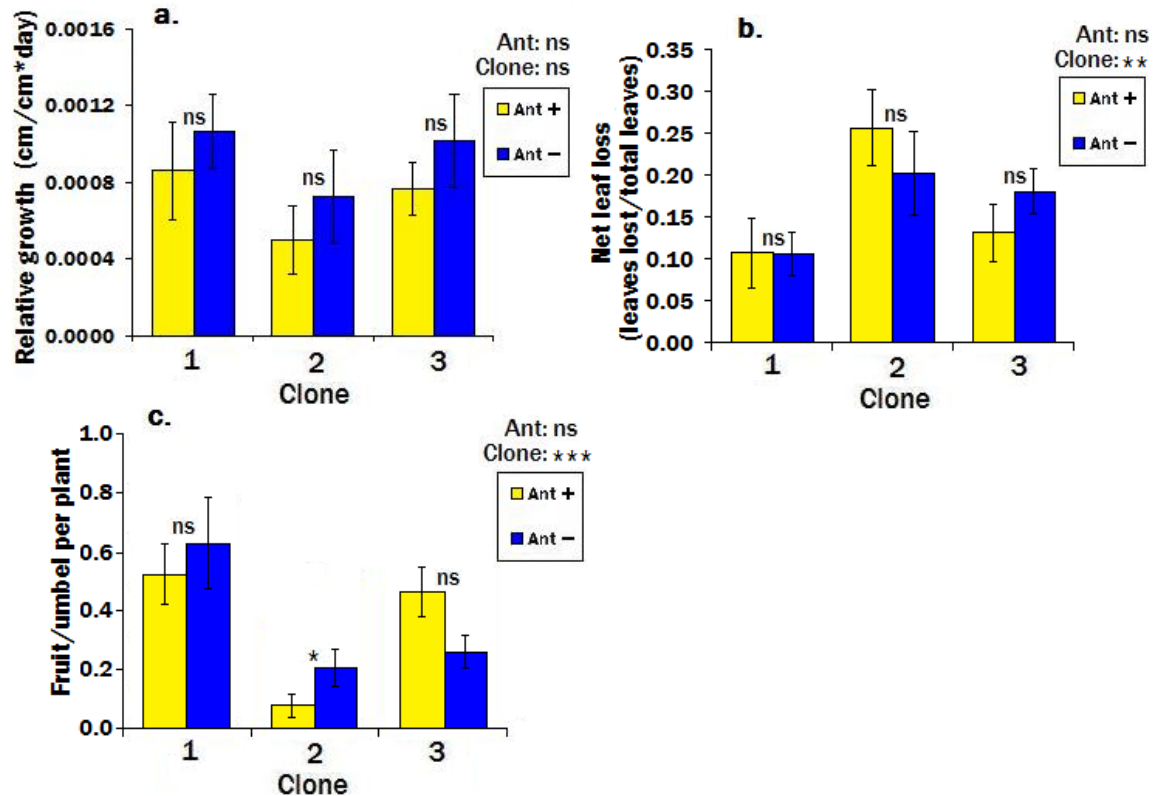 a.
Relative growth (cm/cm*day)
0.0016
0.0012
0.0008
0.0004
0.0000
Ant: ns
Clone: ns
Ant +
Ant −
ns
ns
ns
1 2 3
Clone
b.
Net leaf loss
(leaves lost/total leaves)
0.35
0.30
0.25
0.20
0.15
0.10
0.05
0.00
Ant: ns
Clone: **
Ant +
Ant −
ns
ns
ns
1 2 3
Clone
c.
Fruit/umbel per plant
1.0
0.8
0.6
0.4
0.2
0.0
Ant: ns
Clone: ***
Ant +
Ant −
ns
*
ns
1 2 3
Clone